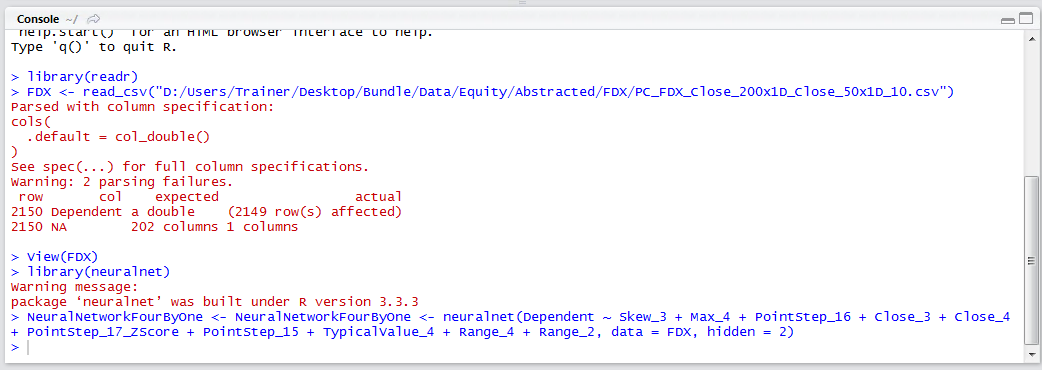 Console ~/
help.start()' for an HTML browser interface to help.
Type 'q()' to quit R.
> library(readr)
> FDX <- read_csv("D:/Users/Trainer/Desktop/Bundle/Data/Equity/Abstracted/FDX/PC_FDX_Close_200x1D_Close_50x1D_10.csv")
Parsed with column specification:
cols(
  .default = col_double()
)
See spec(...) for full column specifications.
Warning: 2 parsing failures.
 row       col    expected                  actual
2150 Dependent a double    (2149 row(s) affected)
2150 NA        202 columns 1 columns
> View(FDX)
> library(neuralnet)
Warning message:
package ‘neuralnet’ was built under R version 3.3.3
> NeuralNetworkFourByOne <- NeuralNetworkFourByOne <- neuralnet(Dependent ~ Skew_3 + Max_4 + PointStep_16 + Close_3 + Close_4
+ PointStep_17_ZScore + PointStep_15 + TypicalValue_4 + Range_4 + Range_2, data = FDX, hidden = 2)
>